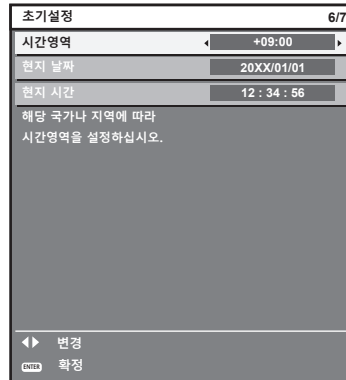 초기설정 6/7
시간영역 +09:00
현지 날짜 20XX/01/01
현지 시간 12 : 34 : 56
해당 국가나 지역에 따라
시간영역을 설정하십시오.
변경
ENTER 확정